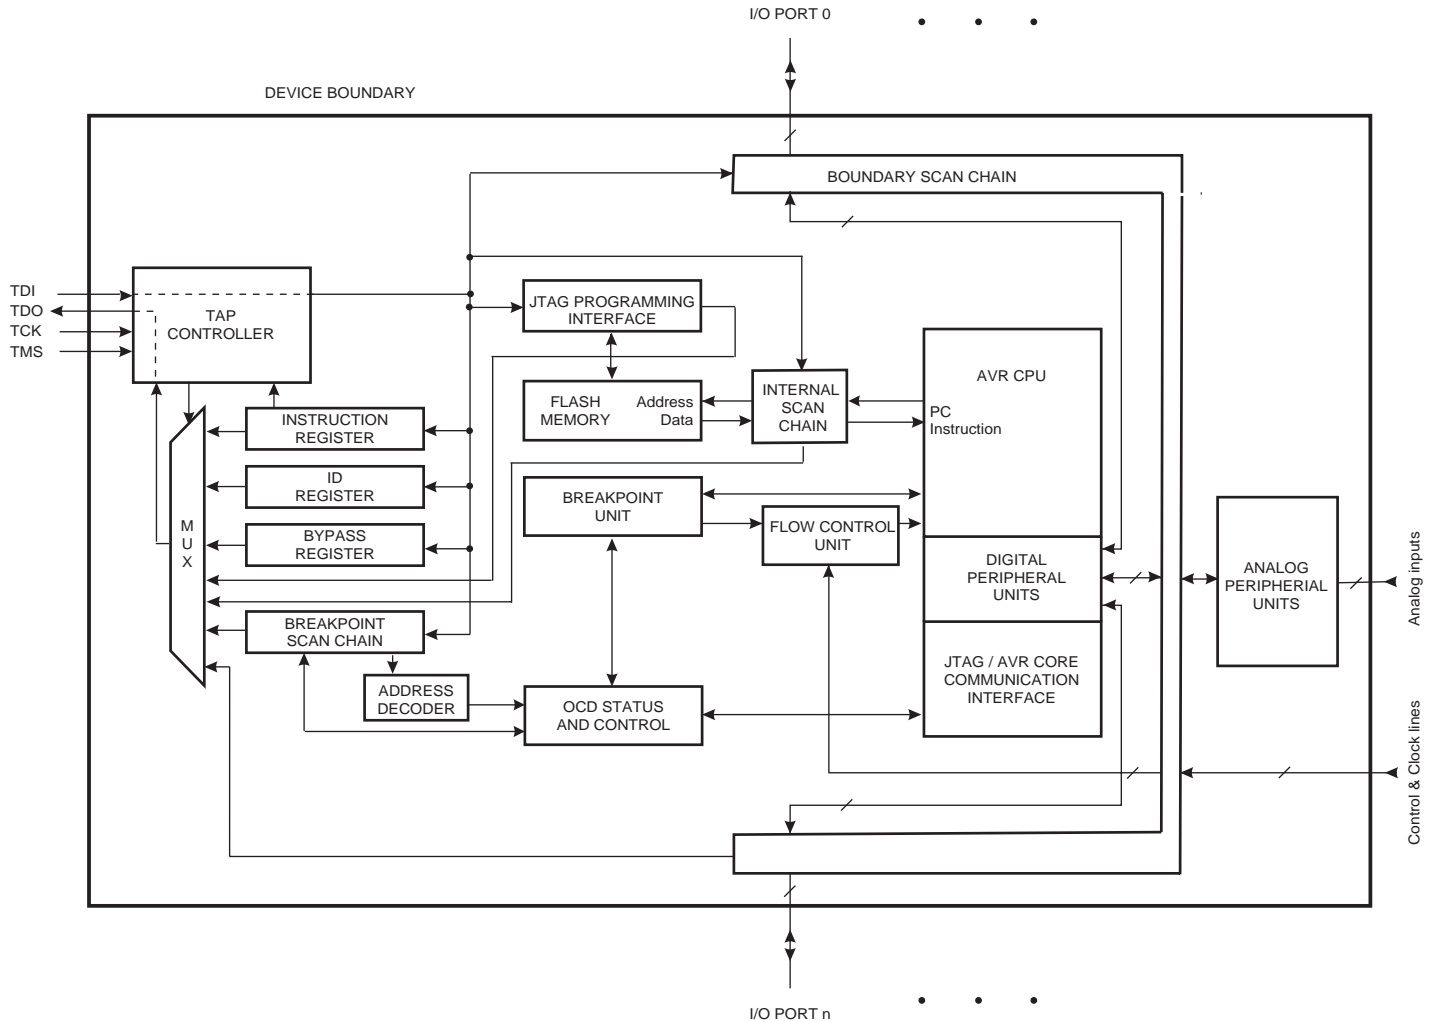 I/O PORT 0
DEVICE BOUNDARY
BOUNDARY SCAN CHAIN
TDI
TDO
TCK
TMS
TAP
CONTROLLER
JTAG PROGRAMMING
INTERFACE
FLASH
MEMORY
Address
Data
INTERNAL
SCAN
CHAIN
AVR CPU
PC
Instruction
INSTRUCTION
REGISTER
ID
REGISTER
BYPASS
REGISTER
M
U
X
BREAKPOINT
UNIT
FLOW CONTROL
UNIT
DIGITAL
PERIPHERAL
UNITS
ANALOG
PERIPHERIAL
UNITS
Analog inputs
BREAKPOINT
SCAN CHAIN
ADDRESS
DECODER
OCD STATUS
AND CONTROL
JTAG / AVR CORE
COMMUNICATION
INTERFACE
Control & Clock lines
I/O PORT n